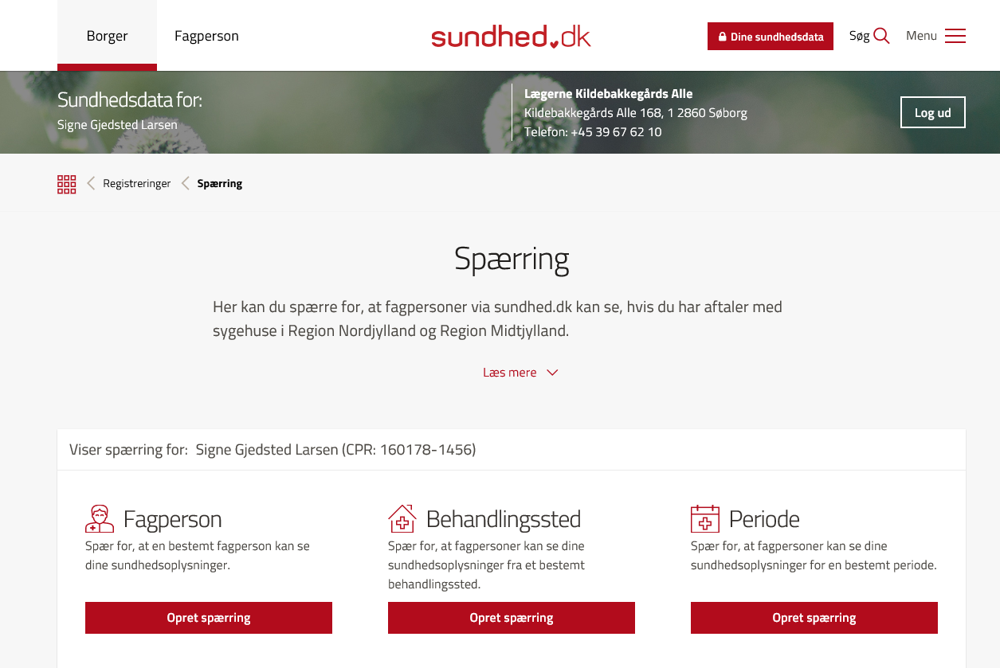 Borger
Fagperson
sundhed.dk
Dine sundhedsdata
Søg
Menu
Sundhedsdata for:
Signe Gjedsted Larsen
Lægerne Kildebakkegårds Alle
Kildebakkegårds Alle 168, 1 2860 Søborg
Telefon: +45 39 67 62 10
Log ud
Registreringer
Spærring
Spærring
Her kan du spærre for, at fagpersoner via sundhed.dk kan se, hvis du har aftaler med
sygehuse i Region Nordjylland og Region Midtjylland.
Læs mere
Viser spærring for: Signe Gjedsted Larsen (CPR: 160178-1456)
Fagperson
Spær for, at en bestemt fagperson kan se
dine sundhedsoplysninger.
Opret spærring
Behandlingssted
Spær for, at fagpersoner kan se dine
sundhedsoplysninger fra et bestemt
behandlingssted.
Opret spærring
Periode
Spær for, at fagpersoner kan se dine
sundhedsoplysninger for en bestemt periode.
Opret spærring